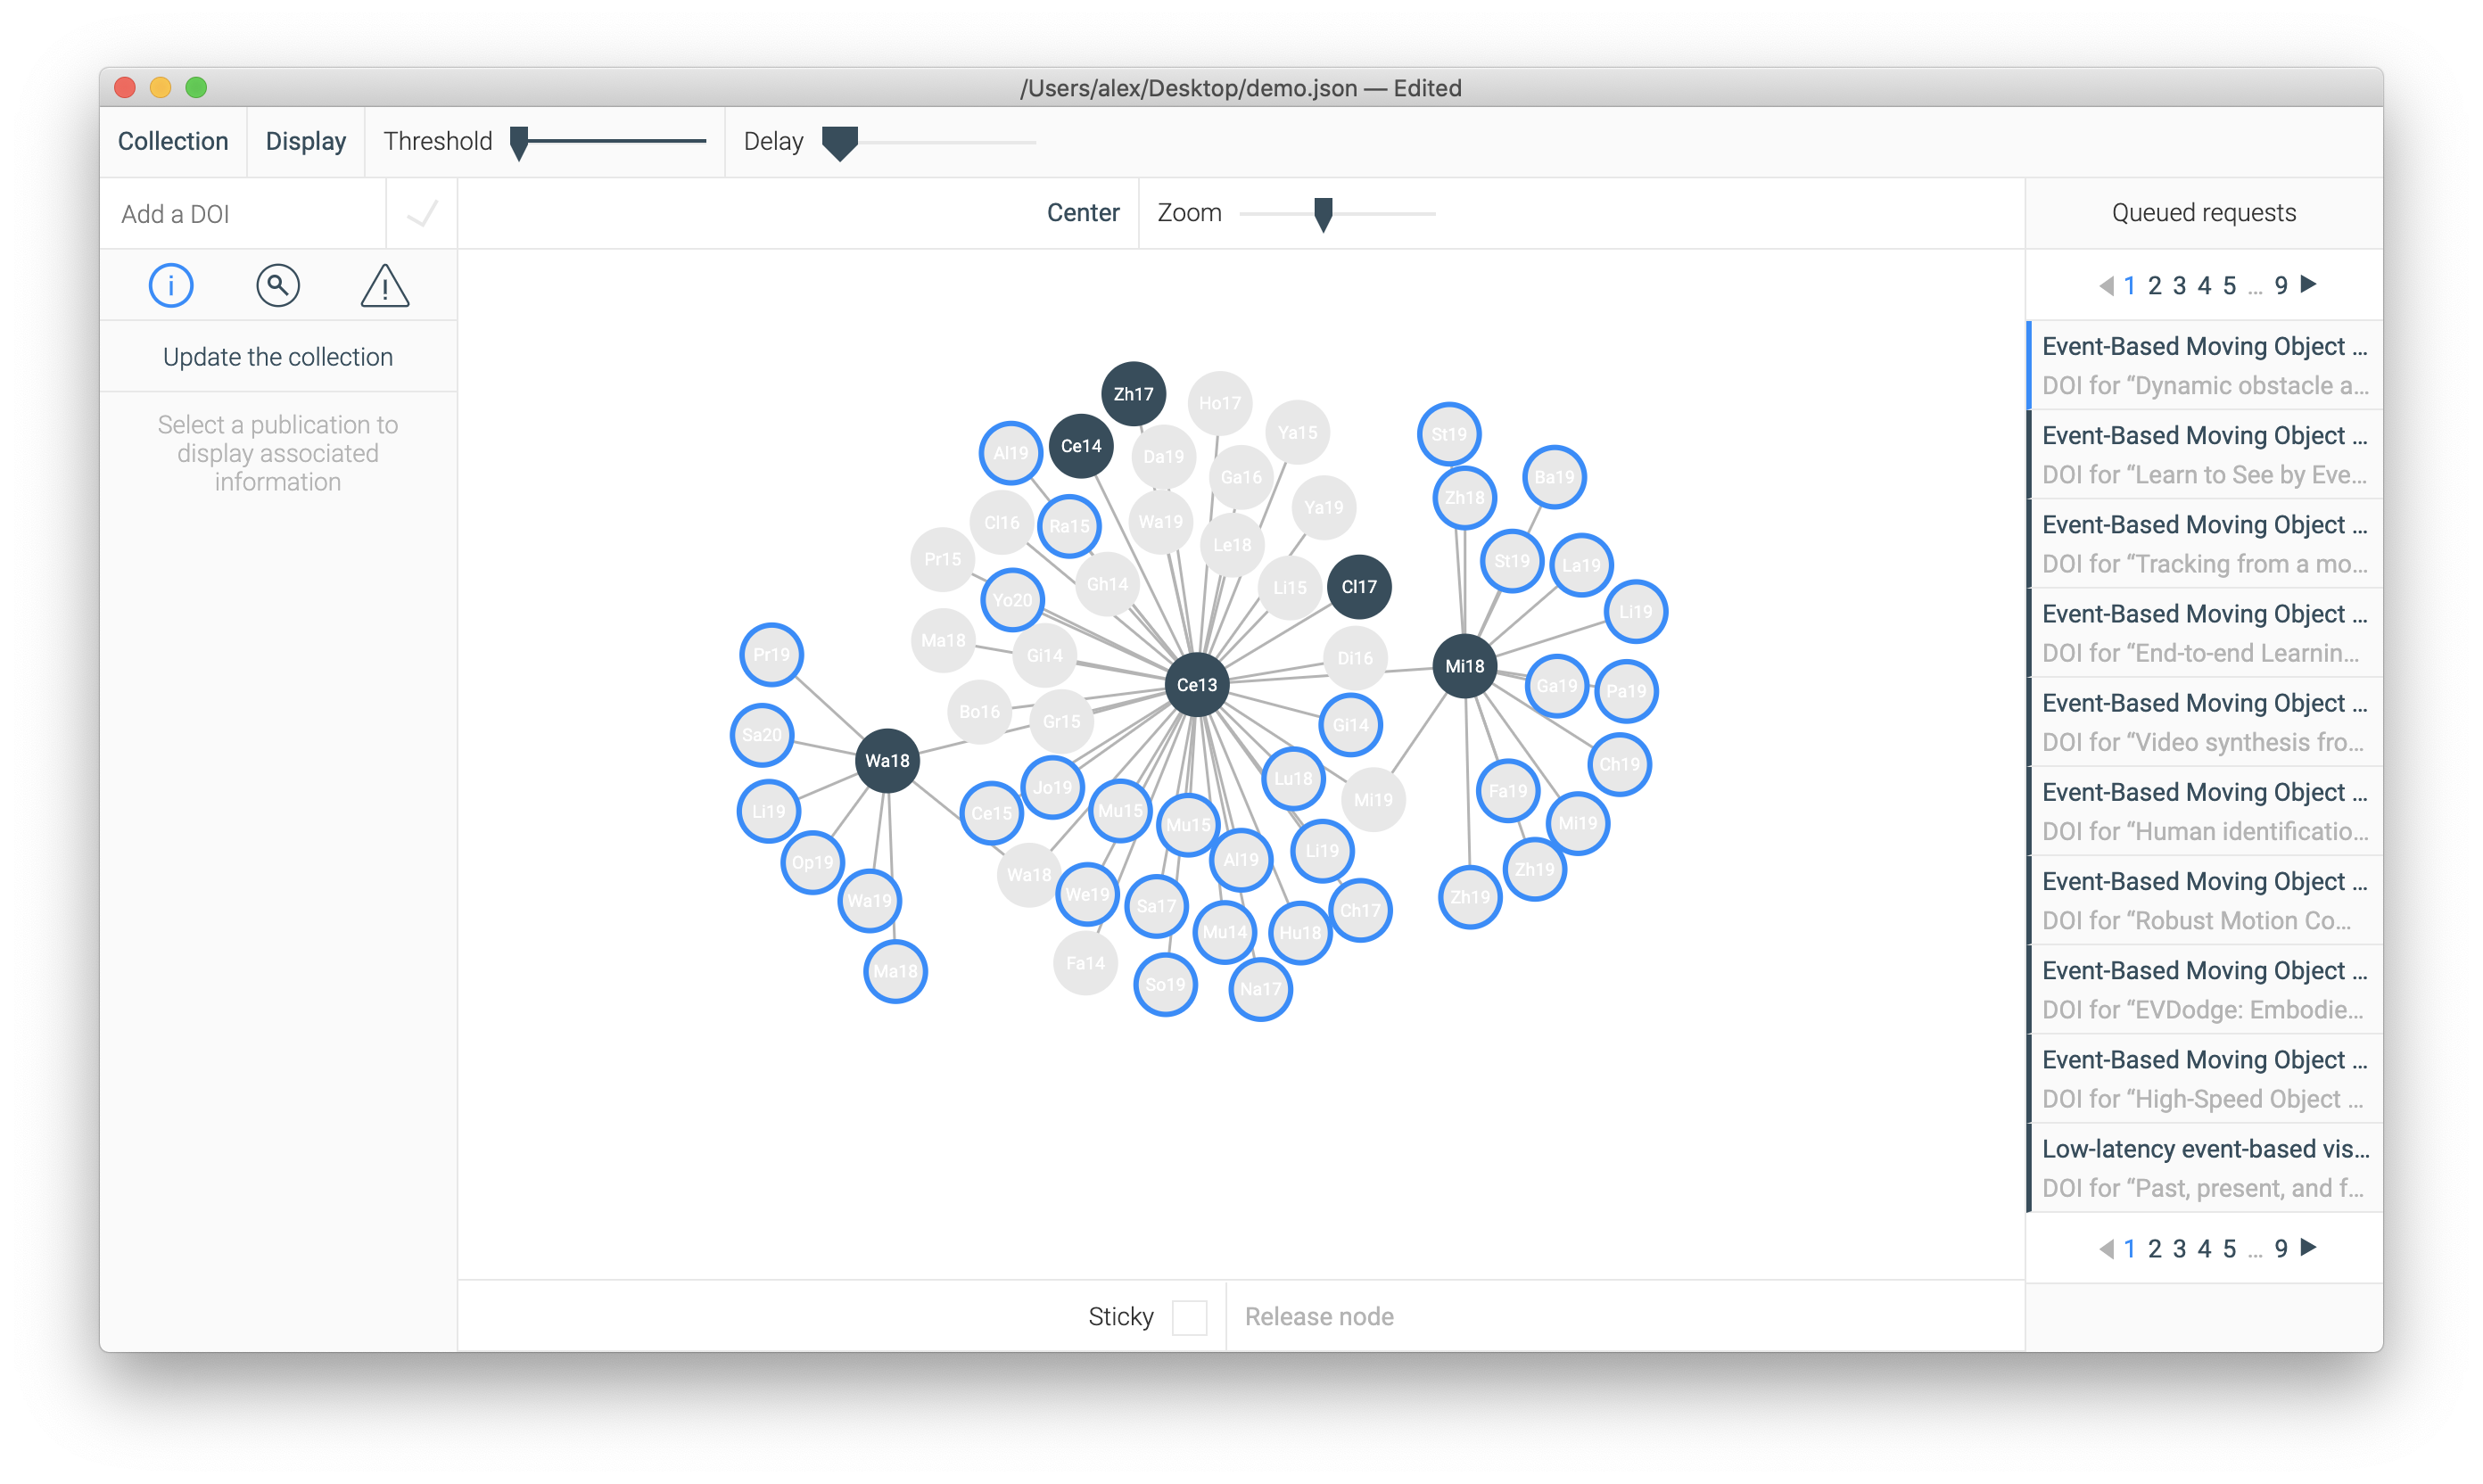 /Users/alex/Desktop/demo.json — Edited
Collection
Display
Threshold
Delay
Add a DOI
Center
Zoom
Queued requests
i
!
Update the collection
Select a publication to
display associated
information
Zh17
Ho17
Ce14
Ya15
Al19
Da19
Ga16
St19
Ba19
Zh18
Cl16
Ra15
Wa19
Ya19
Le18
Pr15
St19
La19
Gh14
Li15
Cl17
Yo20
Li19
Ma18
Gi14
Pr19
Di16
Mi18
Ce13
Ga19
Pa19
Bo16
Gr15
Gi14
Sa20
Wa18
Ch19
Lu18
Jo19
Fa19
Mi19
Li19
Ce15
Mu15
Mu15
Mi19
Li19
Op19
Al19
Zh19
Wa18
We19
Zh19
Wa19
Sa17
Ch17
Mu14
Hu18
Fa14
Ma18
So19
Na17
1 2 3 4 5 ... 9
Event-Based Moving Object ...
DOI for “Dynamic obstacle a...
Event-Based Moving Object ...
DOI for “Learn to See by Eve...
Event-Based Moving Object ...
DOI for “Tracking from a mo...
Event-Based Moving Object ...
DOI for “End-to-end Learnin...
Event-Based Moving Object ...
DOI for “Video synthesis fro...
Event-Based Moving Object ...
DOI for “Human identificatio...
Event-Based Moving Object ...
DOI for “Robust Motion Co...
Event-Based Moving Object ...
DOI for “EVDodge: Embodie...
Event-Based Moving Object ...
DOI for “High-Speed Object ...
Low-latency event-based vis...
DOI for “Past, present, and f...
1 2 3 4 5 ... 9
Sticky
Release node